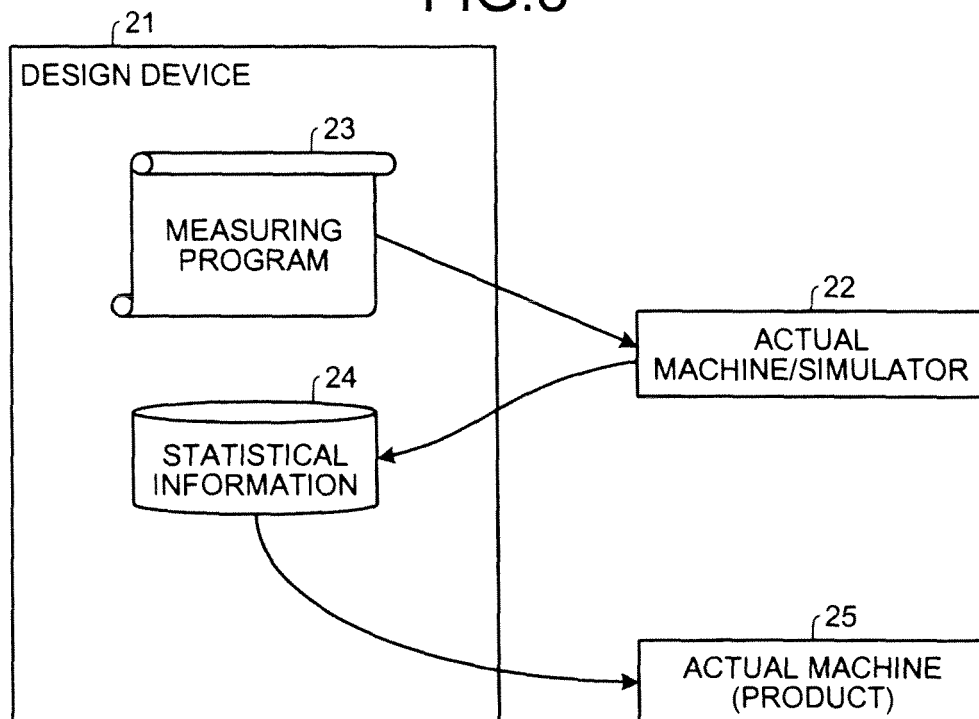 21
DESIGN DEVICE
23
MEASURING
PROGRAM
22
ACTUAL
MACHINE/SIMULATOR
24
STATISTICAL
INFORMATION
25
ACTUAL MACHINE
(PRODUCT)